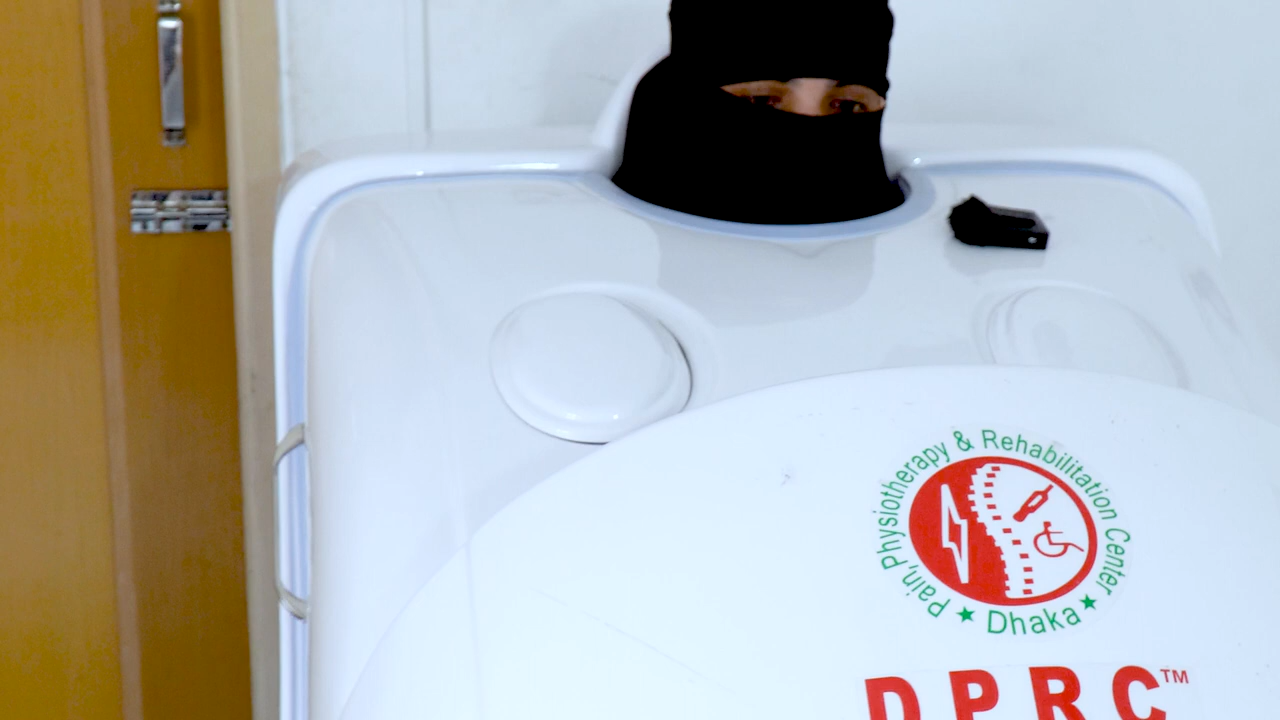 Pain, Physiotherapy & Rehabilitation Center
★ Dhaka ★
DPRC™